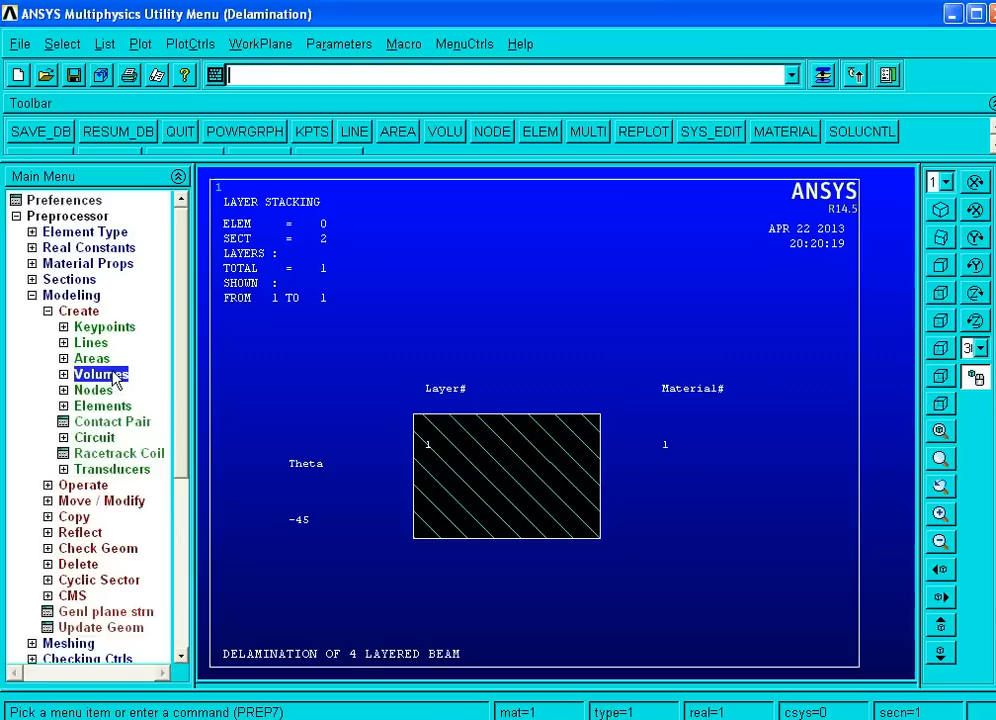 ANSYS Multiphysics Utility Menu (Delamination)
File Select List Plot PlotCtrls WorkPlane Parameters Macro MenuCtrls Help
Toolbar
SAVE_DB RESUM_DB QUIT POWRGRPH KPTS LINE AREA VOLU NODE ELEM MULTI REPLOT SYS_EDIT MATERIAL SOLUCNTL
Main Menu
Preferences
Preprocessor
Element Type
Real Constants
Material Props
Sections
Modeling
Create
Keypoints
Lines
Areas
Volumes
Nodes
Elements
Contact Pair
Circuit
Racetrack Coil
Transducers
Operate
Move / Modify
Copy
Reflect
Check Geom
Delete
Cyclic Sector
CMS
Genl plane strn
Update Geom
Meshing
Checking Ctrls
1
LAYER STACKING
ELEM = 0
SECT = 2
LAYERS :
TOTAL = 1
SHOWN :
FROM 1 TO 1
ANSYS
R14.5
APR 22 2013
20:20:19
Layer# Material#
1 1
Theta
-45
DELAMINATION OF 4 LAYERED BEAM
1
Pick a menu item or enter a command (PREP7) mat=1 type=1 real=1 csys=0 secn=1